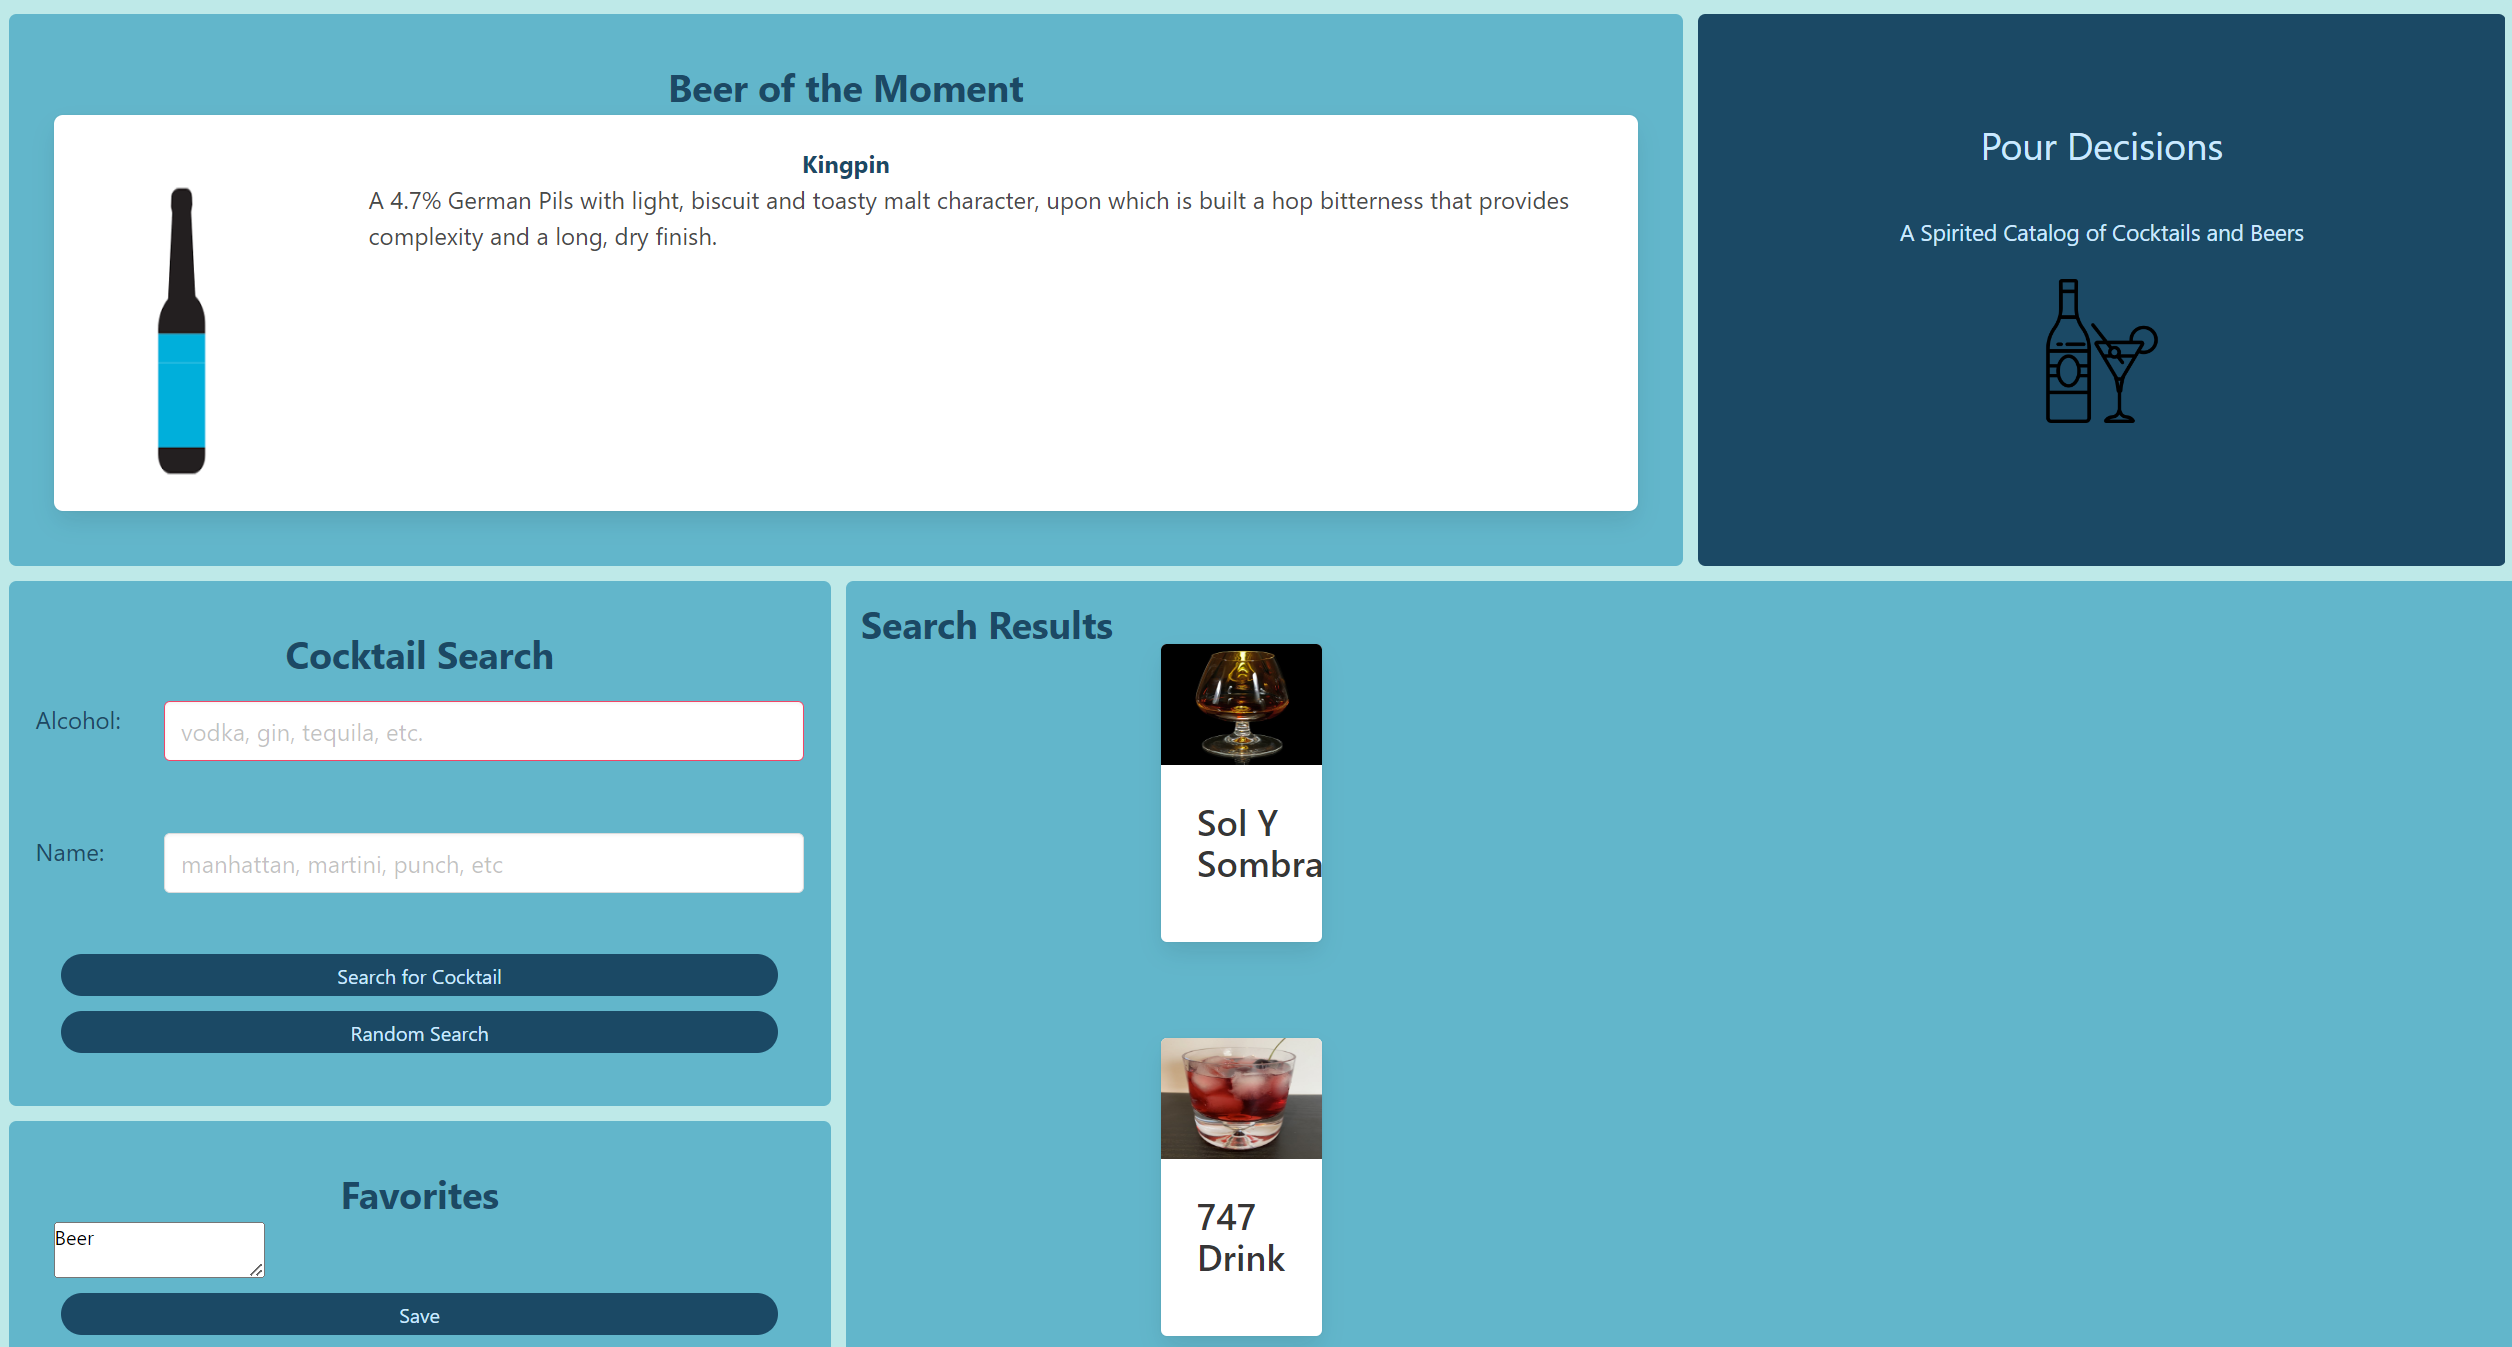 Beer of the Moment
Kingpin
A 4.7% German Pils with light, biscuit and toasty malt character, upon which is built a hop bitterness that provides
complexity and a long, dry finish.
Pour Decisions
A Spirited Catalog of Cocktails and Beers
Cocktail Search
Alcohol:
vodka, gin, tequila, etc.
Name:
manhattan, martini, punch, etc
Search for Cocktail
Random Search
Favorites
Beer
Save
Search Results
Sol Y
Sombra
747
Drink